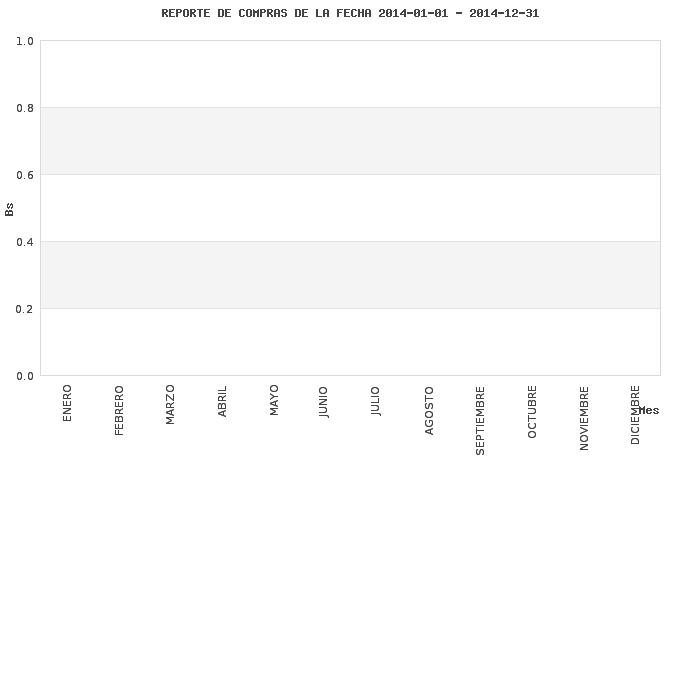 REPORTE DE COMPRAS DE LA FECHA 2014-01-01 - 2014-12-31
1.0
0.8
0.6
Bs
0.4
0.2
0.0
ENERO
FEBRERO
MARZO
ABRIL
MAYO
JUNIO
JULIO
AGOSTO
SEPTIEMBRE
OCTUBRE
NOVIEMBRE
DICIEMBRE
Mes